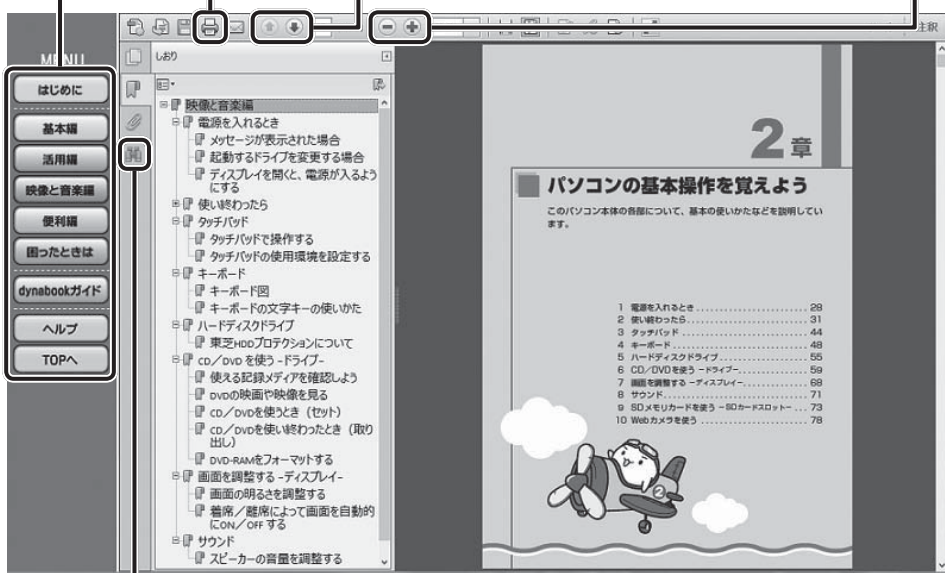 注釈
MENU
はじめに
基本編
活用編
映像と音楽編
便利編
困ったときは
dynabookガイド
ヘルプ
TOPへ
しおり
映像と音楽編
電源を入れるとき
メッセージが表示された場合
起動するドライブを変更する場合
ディスプレイを開くと、電源が入るよう
にする
使い終わったら
タッチパッド
タッチパッドで操作する
タッチパッドの使用環境を設定する
キーボード
キーボード図
キーボードの文字キーの使いかた
ハードディスクドライブ
東芝HDDプロテクションについて
CD/DVDを使う -ドライブ-
使える記録メディアを確認しよう
DVDの映画や映像を見る
CD/DVDを使うとき(セット)
CD/DVDを使い終わったとき(取り
出し)
DVD-RAMをフォーマットする
画面を調整する -ディスプレイ-
画面の明るさを調整する
着席/離席によって画面を自動的
にON/OFFする
サウンド
スピーカーの音量を調整する
2章
パソコンの基本操作を覚えよう
このパソコン本体の各部について、基本の使いかたなどを説明してい
ます。
1 電源を入れるとき ........................ 28
2 使い終わったら ........................ 31
3 タッチパッド ........................ 44
4 キーボード ........................ 48
5 ハードディスクドライブ ........................ 55
6 CD/DVDを使う -ドライブ- ........................ 59
7 画面を調整する -ディスプレイ- ........................ 68
8 サウンド ........................ 71
9 SDメモリカードを使う -SDカードスロット- ... 73
10 Webカメラを使う ........................ 78
2